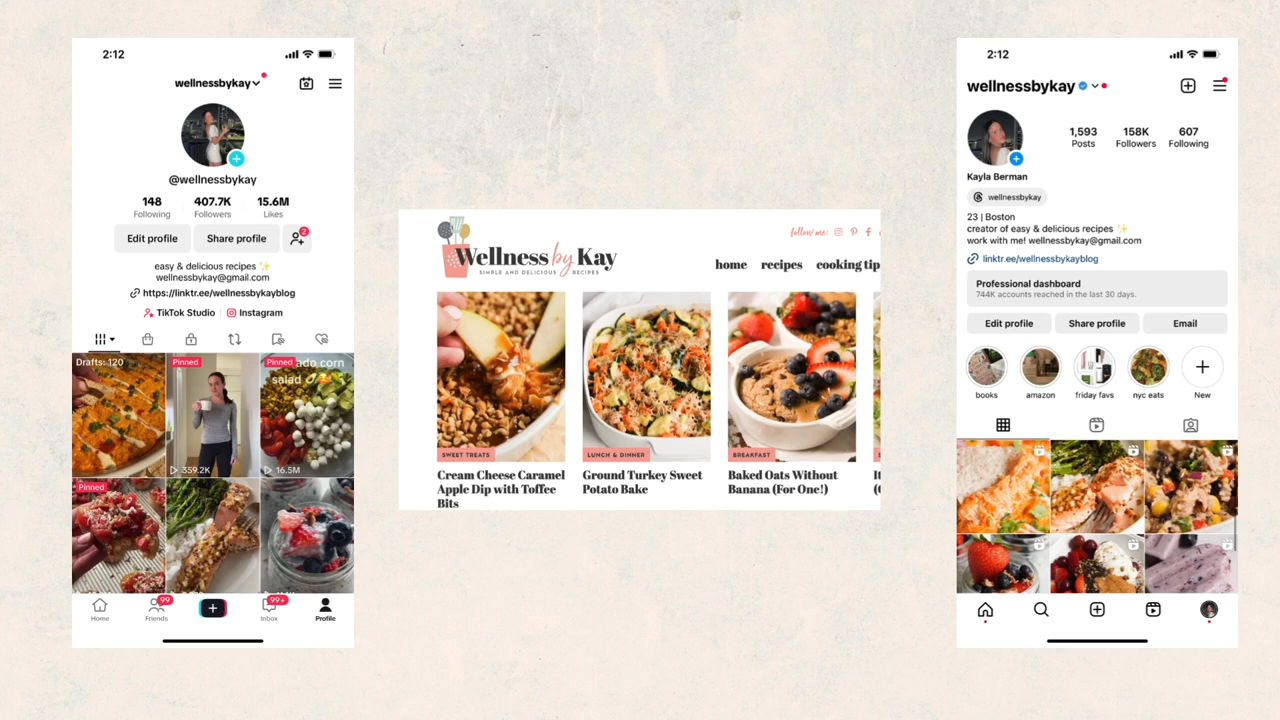 2:12
wellnessbykay
@wellnessbykay
148 407.7K 15.6M
Following Followers Likes
Edit profile Share profile 2
easy & delicious recipes ✨
wellnessbykay@gmail.com
https://linktr.ee/wellnessbykayblog
TikTok Studio Instagram
Drafts: 120
Pinned
359.2K
Pinned ado corn
salad
16.5M
Pinned
99 99+
Home Friends Inbox Profile
follow me:
Wellness by Kay
SIMPLE AND DELICIOUS RECIPES
home recipes cooking tip
SWEET TREATS
Cream Cheese Caramel
Apple Dip with Toffee
Bits
LUNCH & DINNER
Ground Turkey Sweet
Potato Bake
BREAKFAST
Baked Oats Without
Banana (For One!)
2:12
wellnessbykay
1,593 158K 607
Posts Followers Following
Kayla Berman
wellnessbykay
23 | Boston
creator of easy & delicious recipes ✨
work with me! wellnessbykay@gmail.com
linktr.ee/wellnessbykayblog
Professional dashboard
744K accounts reached in the last 30 days.
Edit profile Share profile Email
books amazon friday favs nyc eats New